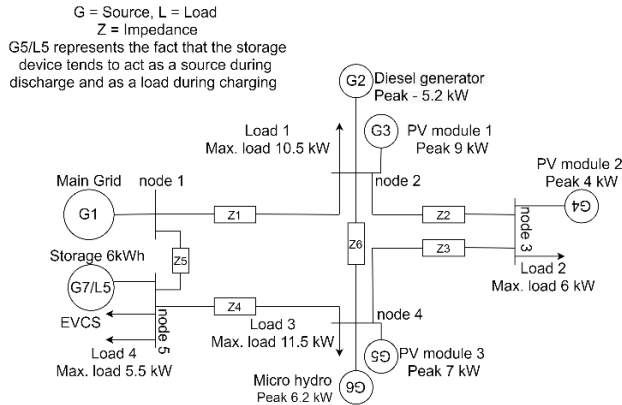 G = Source, L = Load
Z = Impedance
G5/L5 represents the fact that the storage
device tends to act as a source during
discharge and as a load during charging
G2
Diesel generator
Peak - 5.2 kW
Load 1
Max. load 10.5 kW
G3
PV module 1
Peak 9 kW
PV module 2
Peak 4 kW
Main Grid
node 1
node 2
G4
G1
Z1
Z2
node 3
Z6
Z3
Z5
Storage 6kWh
Load 2
Max. load 6 kW
G7/L5
Z4
node 4
EVCS
node 5
Load 3
Max. load 11.5 kW
Load 4
Max. load 5.5 kW
G5
PV module 3
Peak 7 kW
Micro hydro
Peak 6.2 kW
G6